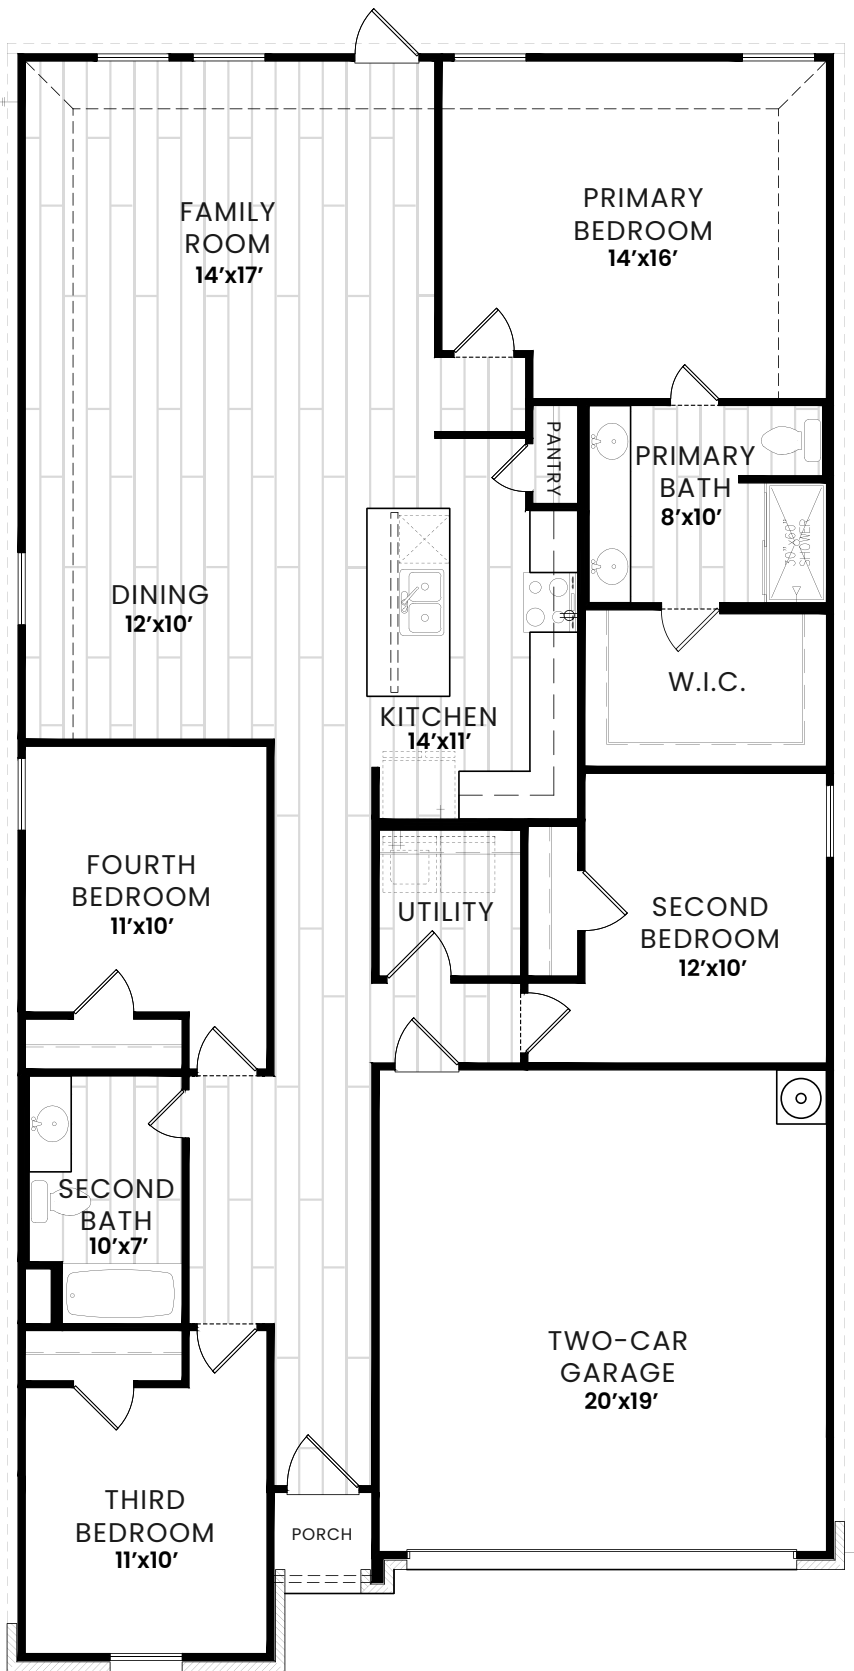 FAMILY
ROOM
14’x17’
PRIMARY
BEDROOM
14’x16’
PANTRY
PRIMARY
BATH
8’x10’
30"x60"
SHOWER
DINING
12’x10’
W.I.C.
KITCHEN
14’x11’
FOURTH
BEDROOM
11’x10’
UTILITY
SECOND
BEDROOM
12’x10’
SECOND
BATH
10’x7’
TWO-CAR
GARAGE
20’x19’
THIRD
BEDROOM
11’x10’
PORCH